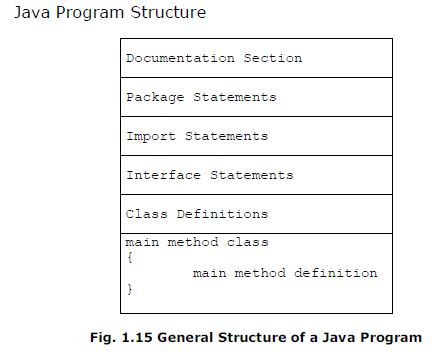 Java Program Structure
Documentation Section
Package Statements
Import Statements
Interface Statements
Class Definitions
main method class
{
main method definition
}
Fig. 1.15 General Structure of a Java Program